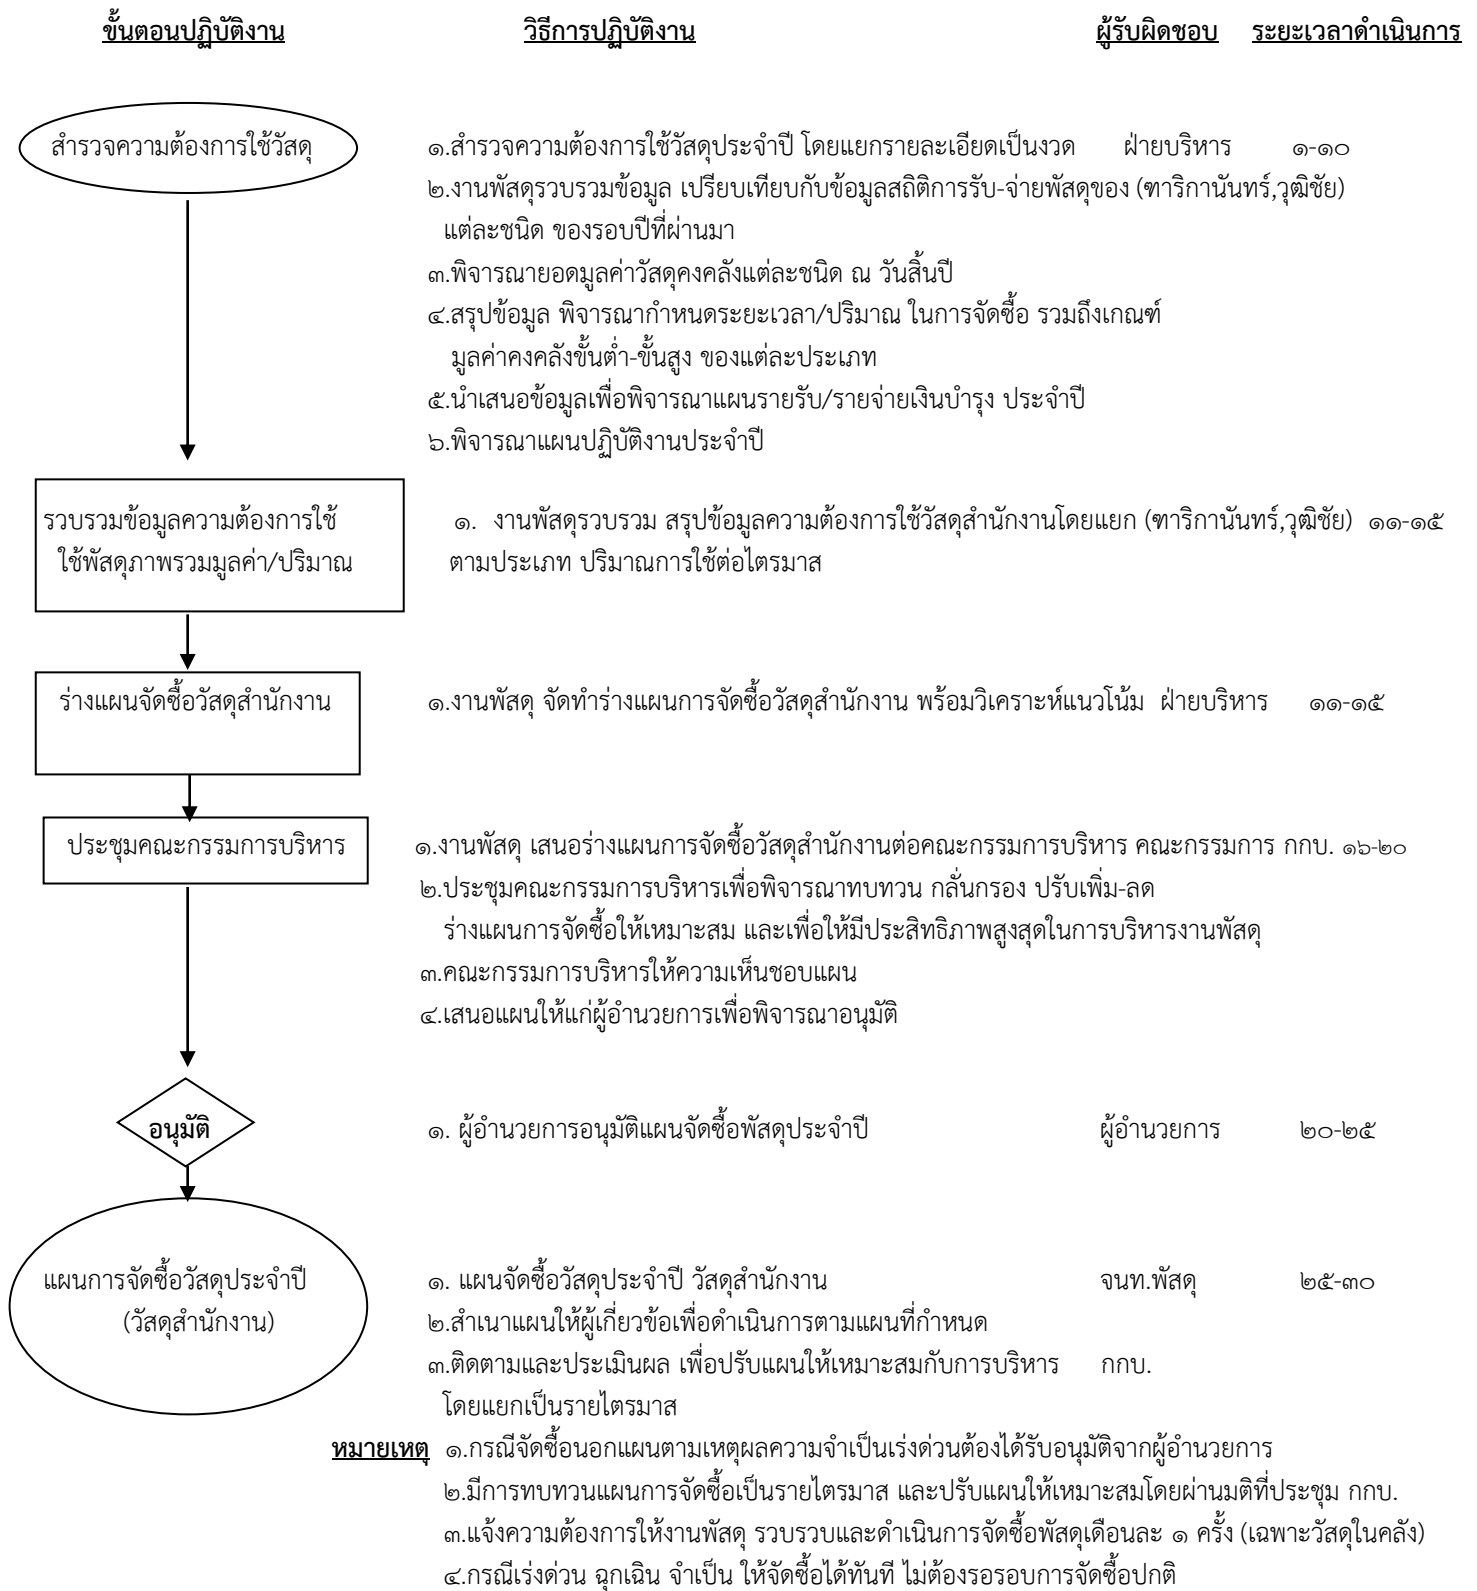 ขั้นตอนปฏิบัติงาน วิธีการปฏิบัติงาน ผู้รับผิดชอบ ระยะเวลาดำเนินการ
สำรวจความต้องการใช้วัสดุ ๑.สำรวจความต้องการใช้วัสดุประจำปี โดยแยกรายละเอียดเป็นงวด ฝ่ายบริหาร ๑-๑๐
๒.งานพัสดุรวบรวมข้อมูล เปรียบเทียบกับข้อมูลสถิติการรับ-จ่ายพัสดุของ (ฑาริกานันทร์,วุฒิชัย)
แต่ละชนิด ของรอบปีที่ผ่านมา
๓.พิจารณายอดมูลค่าวัสดุคงคลังแต่ละชนิด ณ วันสิ้นปี
๔.สรุปข้อมูล พิจารณากำหนดระยะเวลา/ปริมาณ ในการจัดซื้อ รวมถึงเกณฑ์
มูลค่าคงคลังขั้นต่ำ-ขั้นสูง ของแต่ละประเภท
๕.นำเสนอข้อมูลเพื่อพิจารณาแผนรายรับ/รายจ่ายเงินบำรุง ประจำปี
๖.พิจารณาแผนปฏิบัติงานประจำปี
รวบรวมข้อมูลความต้องการใช้ ๑. งานพัสดุรวบรวม สรุปข้อมูลความต้องการใช้วัสดุสำนักงานโดยแยก (ฑาริกานันทร์,วุฒิชัย) ๑๑-๑๕
ใช้พัสดุภาพรวมมูลค่า/ปริมาณ ตามประเภท ปริมาณการใช้ต่อไตรมาส
ร่างแผนจัดซื้อวัสดุสำนักงาน ๑.งานพัสดุ จัดทำร่างแผนการจัดซื้อวัสดุสำนักงาน พร้อมวิเคราะห์แนวโน้ม ฝ่ายบริหาร ๑๑-๑๕
ประชุมคณะกรรมการบริหาร ๑.งานพัสดุ เสนอร่างแผนการจัดซื้อวัสดุสำนักงานต่อคณะกรรมการบริหาร คณะกรรมการ กกบ. ๑๖-๒๐
๒.ประชุมคณะกรรมการบริหารเพื่อพิจารณาทบทวน กลั่นกรอง ปรับเพิ่ม-ลด
ร่างแผนการจัดซื้อให้เหมาะสม และเพื่อให้มีประสิทธิภาพสูงสุดในการบริหารงานพัสดุ
๓.คณะกรรมการบริหารให้ความเห็นชอบแผน
๔.เสนอแผนให้แก่ผู้อำนวยการเพื่อพิจารณาอนุมัติ
อนุมัติ ๑. ผู้อำนวยการอนุมัติแผนจัดซื้อพัสดุประจำปี ผู้อำนวยการ ๒๐-๒๕
แผนการจัดซื้อวัสดุประจำปี ๑. แผนจัดซื้อวัสดุประจำปี วัสดุสำนักงาน จนท.พัสดุ ๒๕-๓๐
(วัสดุสำนักงาน) ๒.สำเนาแผนให้ผู้เกี่ยวข้อเพื่อดำเนินการตามแผนที่กำหนด
๓.ติดตามและประเมินผล เพื่อปรับแผนให้เหมาะสมกับการบริหาร กกบ.
โดยแยกเป็นรายไตรมาส
หมายเหตุ ๑.กรณีจัดซื้อนอกแผนตามเหตุผลความจำเป็นเร่งด่วนต้องได้รับอนุมัติจากผู้อำนวยการ
๒.มีการทบทวนแผนการจัดซื้อเป็นรายไตรมาส และปรับแผนให้เหมาะสมโดยผ่านมติที่ประชุม กกบ.
๓.แจ้งความต้องการให้งานพัสดุ รวบรวบและดำเนินการจัดซื้อพัสดุเดือนละ ๑ ครั้ง (เฉพาะวัสดุในคลัง)
๔.กรณีเร่งด่วน ฉุกเฉิน จำเป็น ให้จัดซื้อได้ทันที ไม่ต้องรอรอบการจัดซื้อปกติ